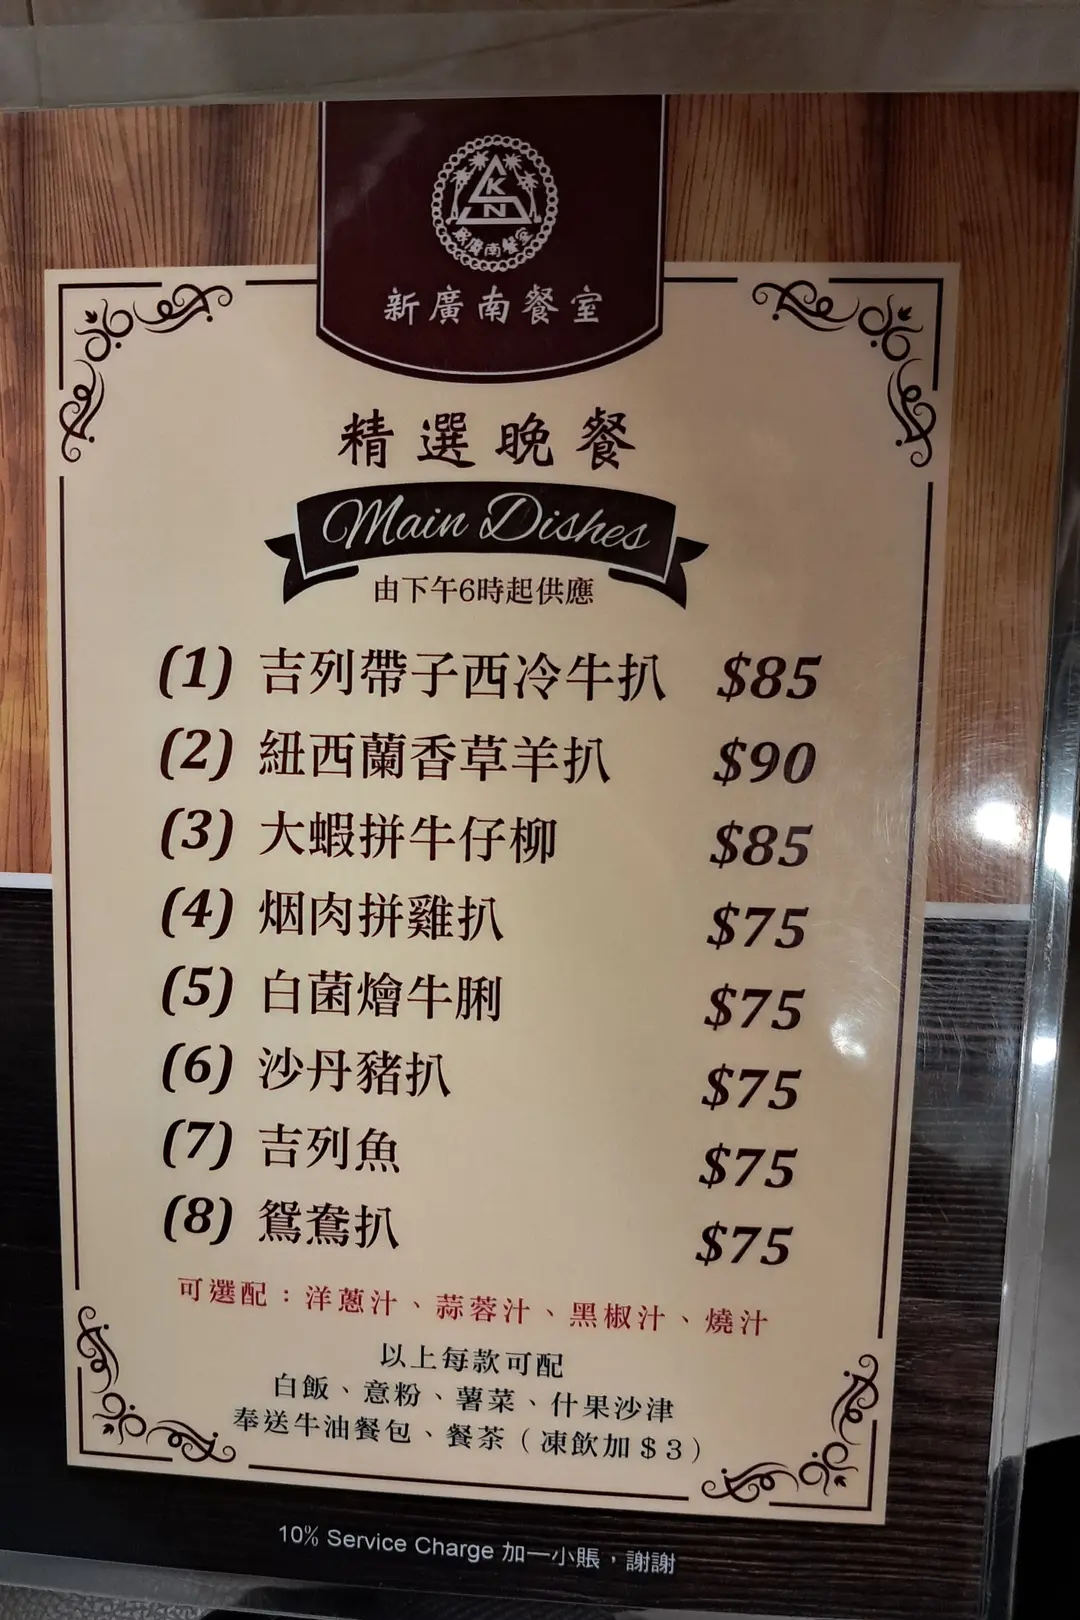 KN
新廣南餐室
新廣南餐室
精選晚餐
Main Dishes
由下午6時起供應
(1) 吉列帶子西冷牛扒 $85
(2) 紐西蘭香草羊扒 $90
(3) 大蝦拼牛仔柳 $85
(4) 烟肉拼雞扒 $75
(5) 白菌燴牛脷 $75
(6) 沙丹豬扒 $75
(7) 吉列魚 $75
(8) 鴛鴦扒 $75
可選配：洋蔥汁、蒜蓉汁、黑椒汁、燒汁
以上每款可配
白飯、意粉、薯菜、什果沙津
奉送牛油餐包、餐茶（凍飲加$3）
10% Service Charge 加一小賬，謝謝